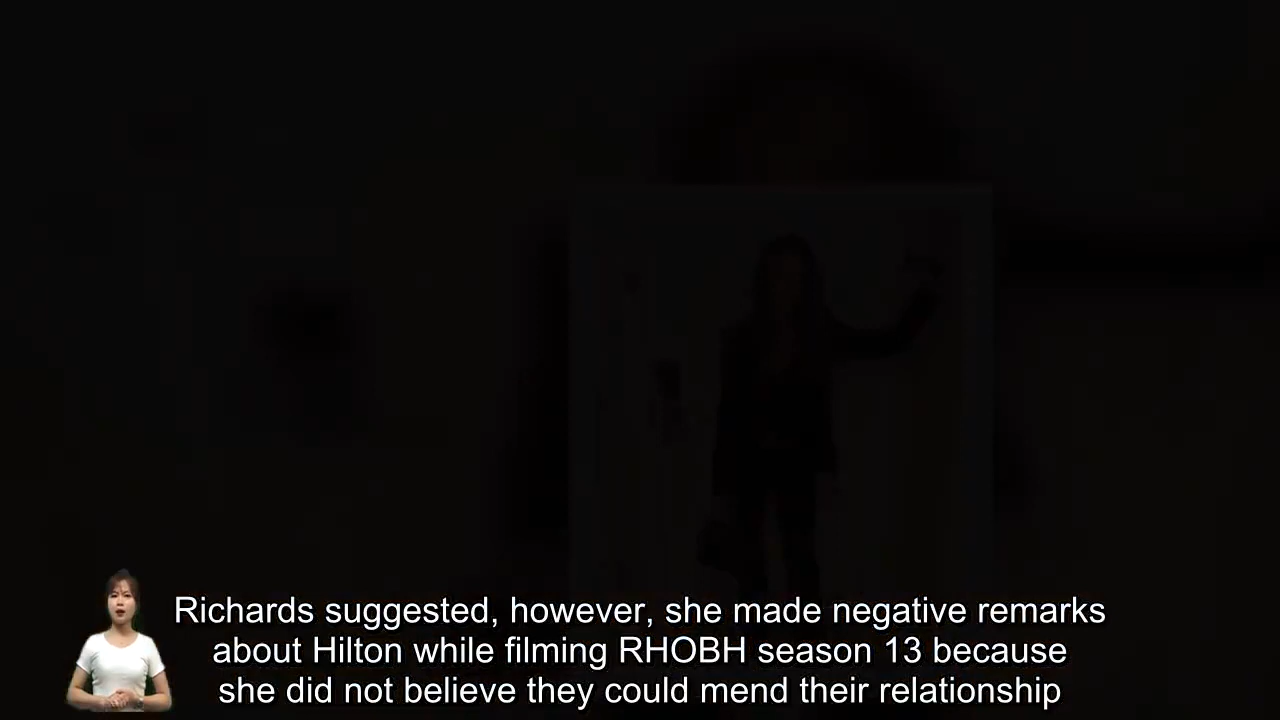 Richards suggested, however, she made negative remarks
about Hilton while filming RHOBH season 13 because
she did not believe they could mend their relationship